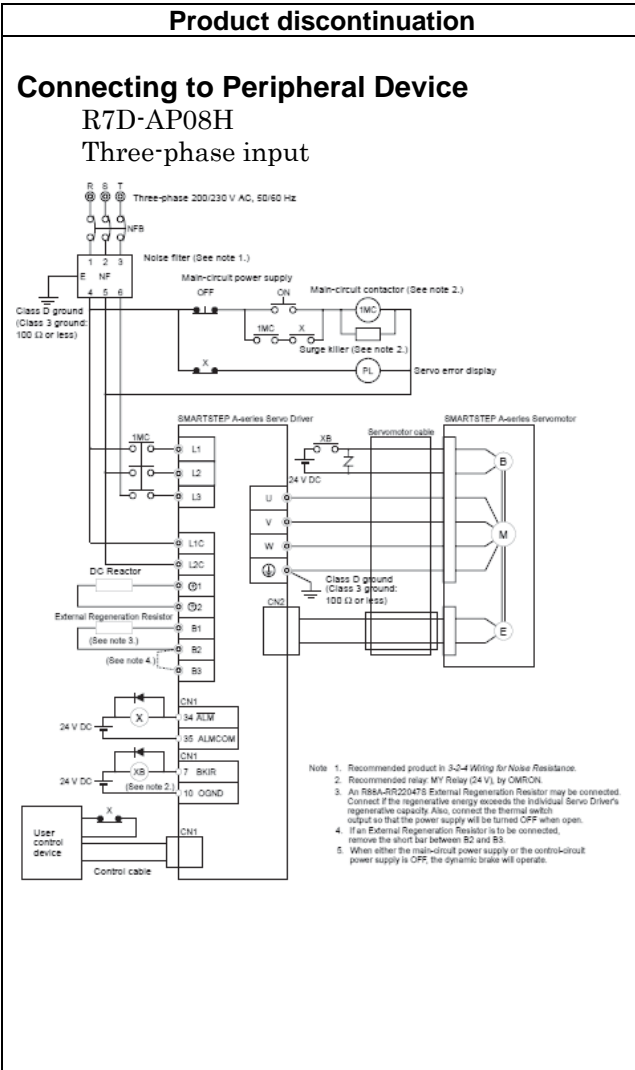 Product discontinuation
Connecting to Peripheral Device
R7D-AP08H
Three-phase input
R S T
Three-phase 200/230 V AC, 50/60 Hz
NFB
1 2 3
Noise filter (See note 1.)
E NF
4 5 6
Main-circuit power supply
OFF ON
Main-circuit contactor (See note 2.)
1MC
Class D ground
(Class 3 ground:
100 Ω or less)
1MC X
Surge killer (See note 2.)
X
PL
Servo error display
SMARTSTEP A-series Servo Driver
SMARTSTEP A-series Servomotor
1MC
XB
Servomotor cable
L1
B
L2
24 V DC
L3
U
V
M
W
L1C
L2C
DC Reactor
Class D ground
(Class 3 ground:
100 Ω or less)
⊕1
⊕2
CN2
External Regeneration Resistor
B1
E
(See note 3.)
B2
(See note 4.)
B3
CN1
X
34 ALM
24 V DC
35 ALMCOM
CN1
XB
7 BKIR
24 V DC
(See note 2.)
10 OGND
X
User
control
device
CN1
Control cable
Note 1. Recommended product in 3-2-4 Wiring for Noise Resistance.
2. Recommended relay: MY Relay (24 V), by OMRON.
3. An R88A-RR22047S External Regeneration Resistor may be connected.
Connect if the regenerative energy exceeds the individual Servo Driver's
regenerative capacity. Also, connect the thermal switch
output so that the power supply will be turned OFF when open.
4. If an External Regeneration Resistor is to be connected,
remove the short bar between B2 and B3.
5. When either the main-circuit power supply or the control-circuit
power supply is OFF, the dynamic brake will operate.